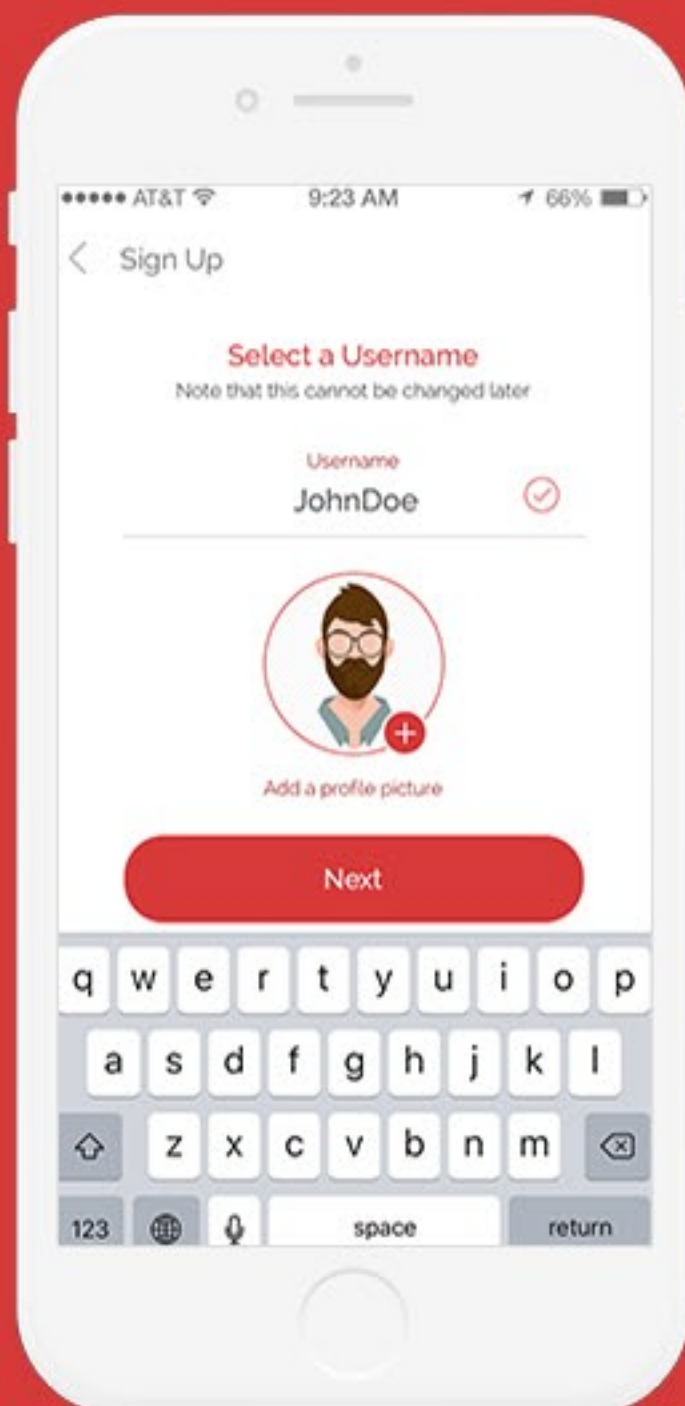 AT&T 9:23 AM 66%
Sign Up
Select a Username
Note that this cannot be changed later
Username
JohnDoe
Add a profile picture
Next
q w e r t y u i o p
a s d f g h j k l
z x c v b n m
123 space return